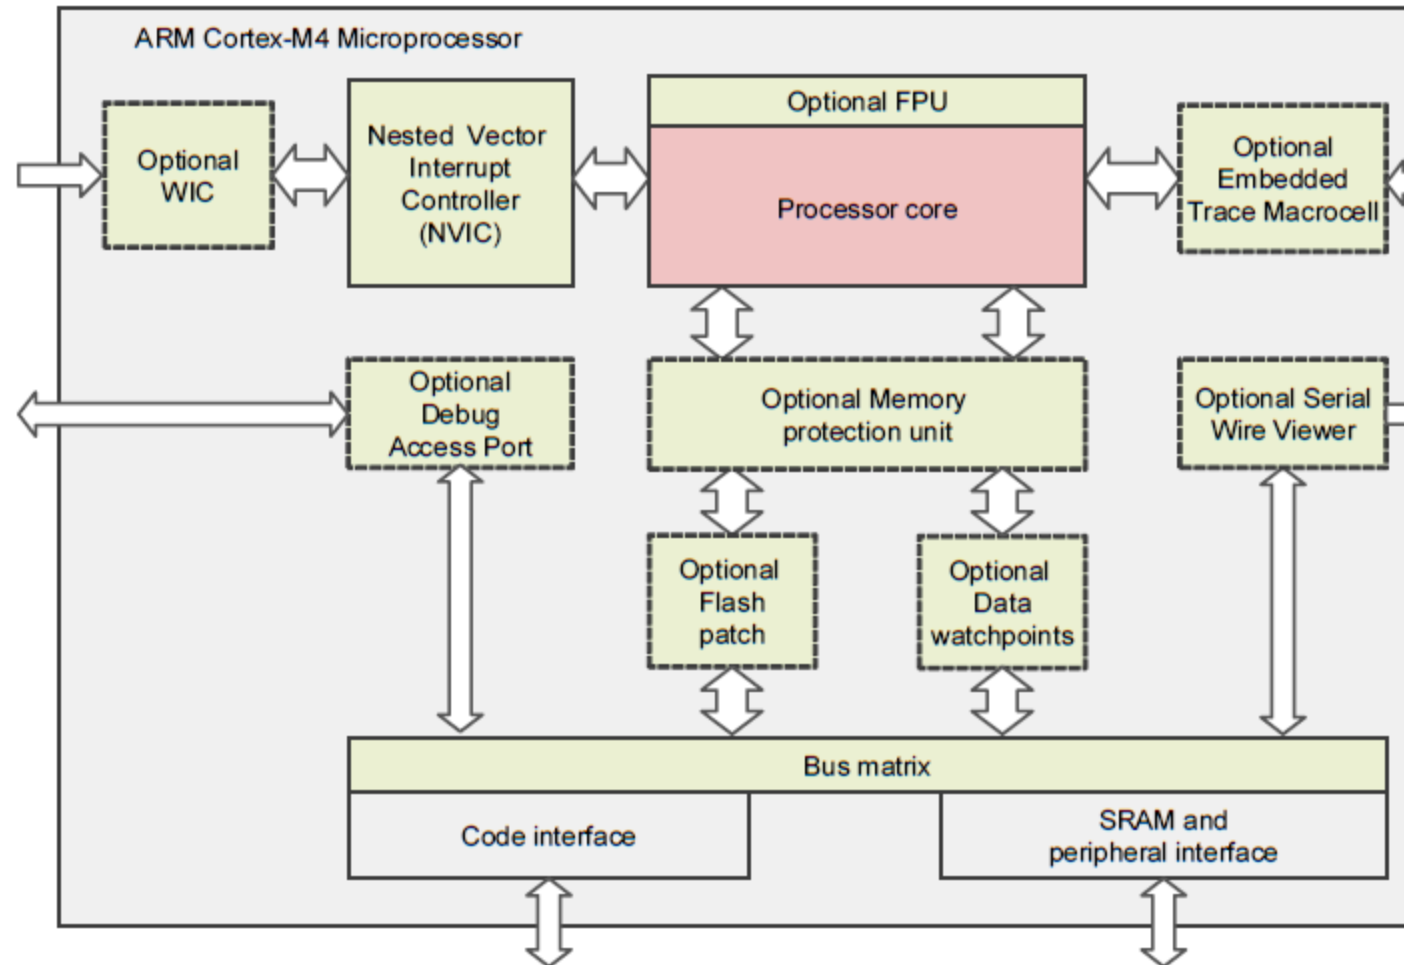 ARM Cortex-M4 Microprocessor
Optional
WIC
Nested Vector
Interrupt
Controller
(NVIC)
Optional FPU
Processor core
Optional
Embedded
Trace Macrocell
Optional
Debug
Access Port
Optional Memory
protection unit
Optional Serial
Wire Viewer
Optional
Flash
patch
Optional
Data
watchpoints
Bus matrix
Code interface
SRAM and
peripheral interface